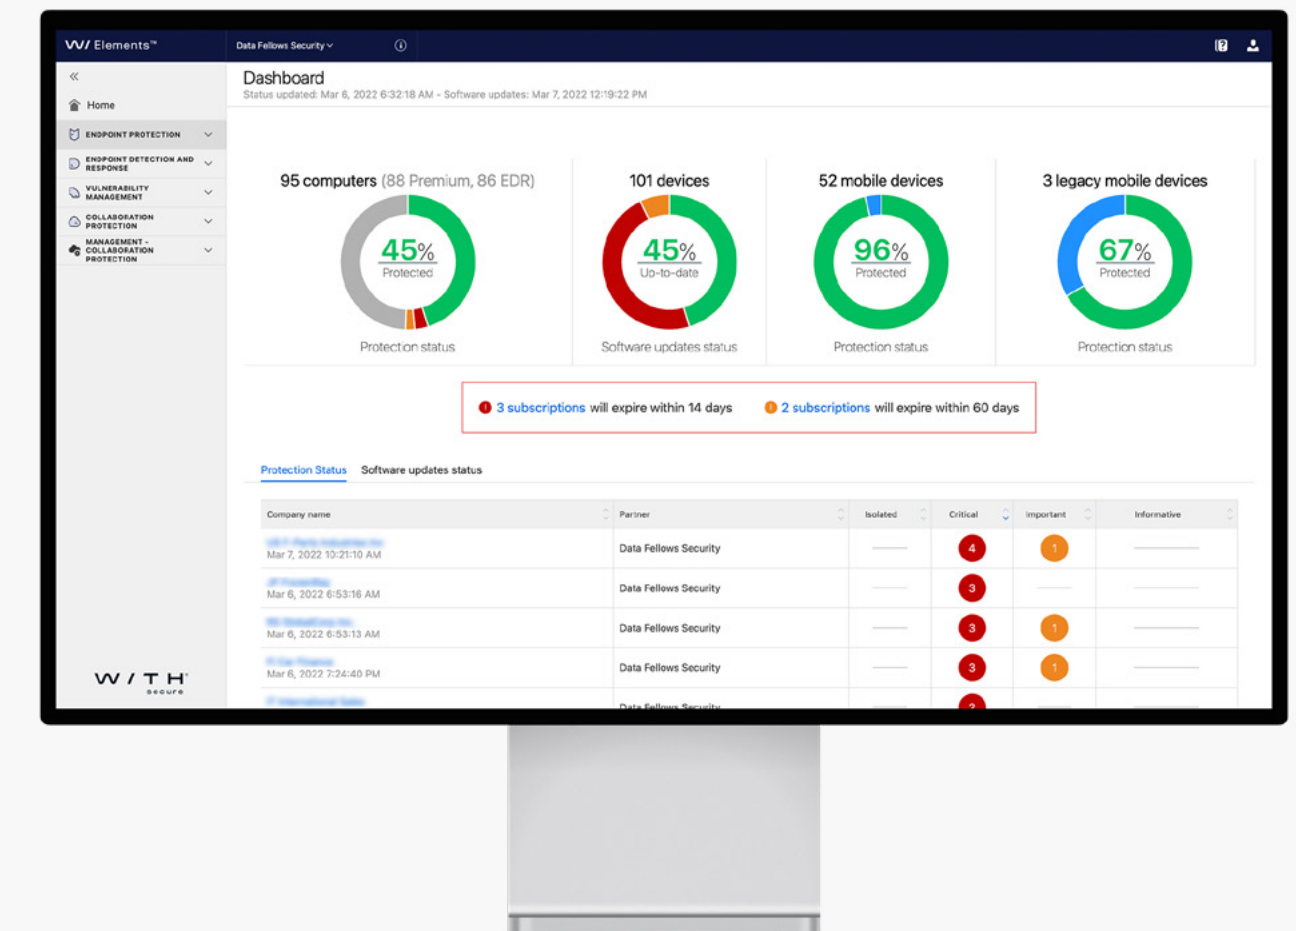 W/ Elements™
Data Fellows Security
Dashboard
Status updated: Mar 6, 2022 6:32:18 AM - Software updates: Mar 7, 2022 12:19:22 PM
Home
ENDPOINT PROTECTION
ENDPOINT DETECTION AND
RESPONSE
VULNERABILITY
MANAGEMENT
COLLABORATION
PROTECTION
MANAGEMENT -
COLLABORATION
PROTECTION
W / T H
secure
95 computers (88 Premium, 86 EDR)
45%
Protected
Protection status
101 devices
45%
Up-to-date
Software updates status
52 mobile devices
96%
Protected
Protection status
3 legacy mobile devices
67%
Protected
Protection status
3 subscriptions will expire within 14 days
2 subscriptions will expire within 60 days
Protection Status Software updates status
Company name Partner Isolated Critical Important Informative
Mar 7, 2022 10:21:10 AM Data Fellows Security 4 1
Mar 6, 2022 6:53:16 AM Data Fellows Security 3
Mar 6, 2022 6:53:13 AM Data Fellows Security 3 1
Mar 6, 2022 7:24:40 PM Data Fellows Security 3 1
Data Fellows Security